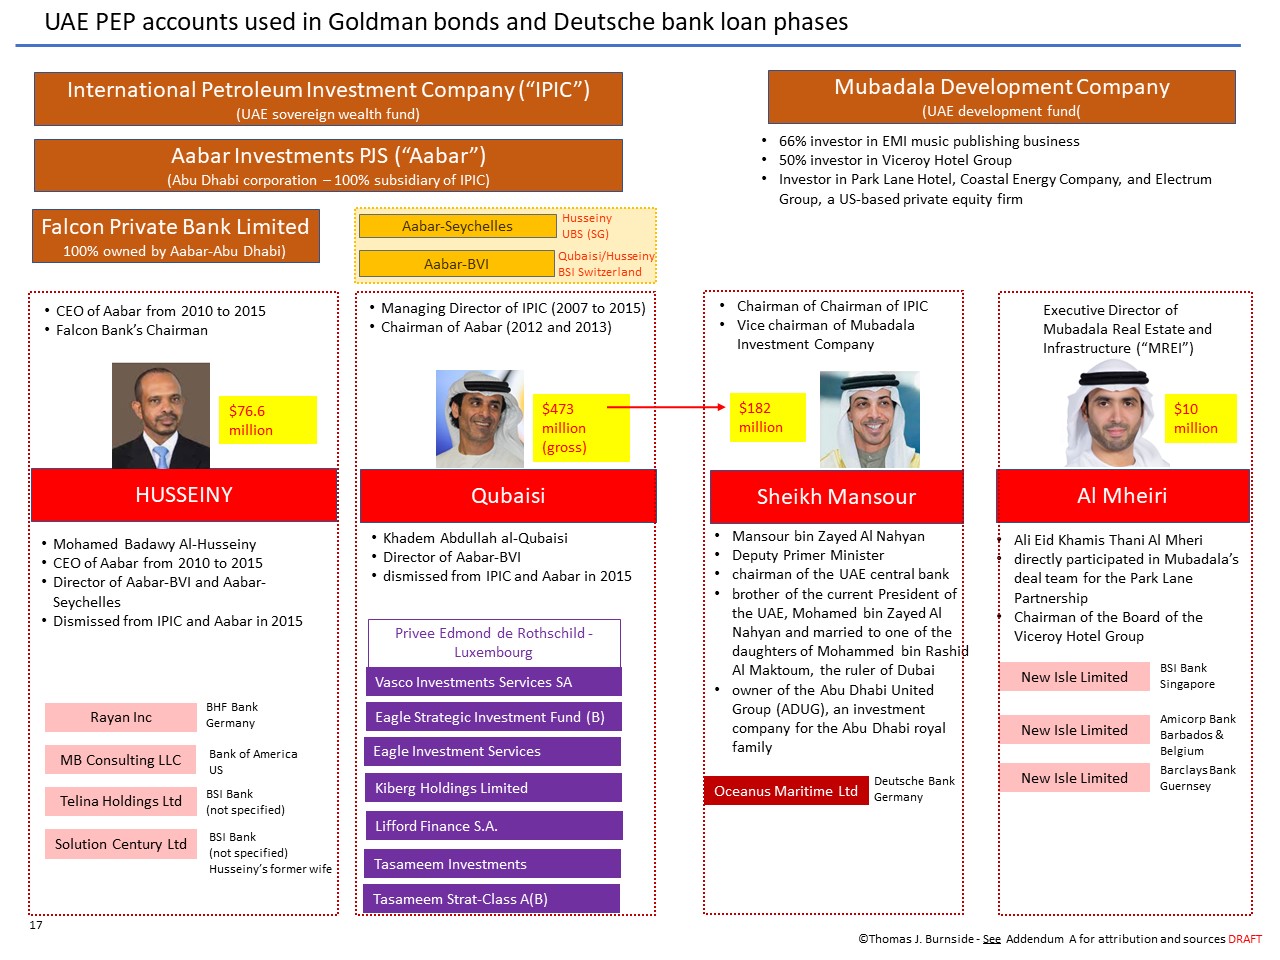 UAE PEP accounts used in Goldman bonds and Deutsche bank loan phases
International Petroleum Investment Company (“IPIC”)
(UAE sovereign wealth fund)
Aabar Investments PJS (“Aabar”)
(Abu Dhabi corporation – 100% subsidiary of IPIC)
Falcon Private Bank Limited
100% owned by Aabar-Abu Dhabi)
Aabar-Seychelles
Husseiny
UBS (SG)
Aabar-BVI
Qubaisi/Husseiny
BSI Switzerland
Mubadala Development Company
(UAE development fund(
• 66% investor in EMI music publishing business
• 50% investor in Viceroy Hotel Group
• Investor in Park Lane Hotel, Coastal Energy Company, and Electrum
Group, a US-based private equity firm
• CEO of Aabar from 2010 to 2015
• Falcon Bank’s Chairman
$76.6
million
HUSSEINY
• Mohamed Badawy Al-Husseiny
• CEO of Aabar from 2010 to 2015
• Director of Aabar-BVI and Aabar-
Seychelles
• Dismissed from IPIC and Aabar in 2015
Rayan Inc
BHF Bank
Germany
MB Consulting LLC
Bank of America
US
Telina Holdings Ltd
BSI Bank
(not specified)
Solution Century Ltd
BSI Bank
(not specified)
Husseiny’s former wife
• Managing Director of IPIC (2007 to 2015)
• Chairman of Aabar (2012 and 2013)
$473
million
(gross)
Qubaisi
• Khadem Abdullah al-Qubaisi
• Director of Aabar-BVI
• dismissed from IPIC and Aabar in 2015
Privee Edmond de Rothschild -
Luxembourg
Vasco Investments Services SA
Eagle Strategic Investment Fund (B)
Eagle Investment Services
Kiberg Holdings Limited
Lifford Finance S.A.
Tasameem Investments
Tasameem Strat-Class A(B)
• Chairman of Chairman of IPIC
• Vice chairman of Mubadala
Investment Company
$182
million
Sheikh Mansour
• Mansour bin Zayed Al Nahyan
• Deputy Primer Minister
• chairman of the UAE central bank
• brother of the current President of
the UAE, Mohamed bin Zayed Al
Nahyan and married to one of the
daughters of Mohammed bin Rashid
Al Maktoum, the ruler of Dubai
• owner of the Abu Dhabi United
Group (ADUG), an investment
company for the Abu Dhabi royal
family
Oceanus Maritime Ltd
Deutsche Bank
Germany
Executive Director of
Mubadala Real Estate and
Infrastructure (“MREI”)
$10
million
Al Mheiri
• Ali Eid Khamis Thani Al Mheri
• directly participated in Mubadala’s
deal team for the Park Lane
Partnership
• Chairman of the Board of the
Viceroy Hotel Group
New Isle Limited
BSI Bank
Singapore
New Isle Limited
Amicorp Bank
Barbados &
Belgium
New Isle Limited
Barclays Bank
Guernsey
17
©Thomas J. Burnside - See Addendum A for attribution and sources DRAFT